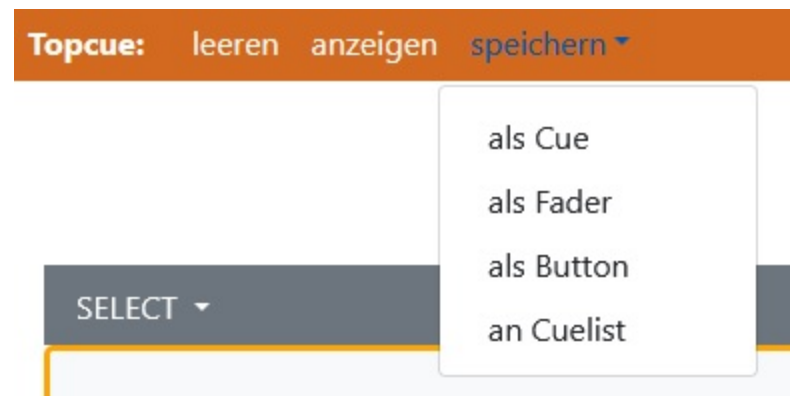 Topcue: leeren anzeigen speichern
als Cue
als Fader
als Button
an Cuelist
SELECT